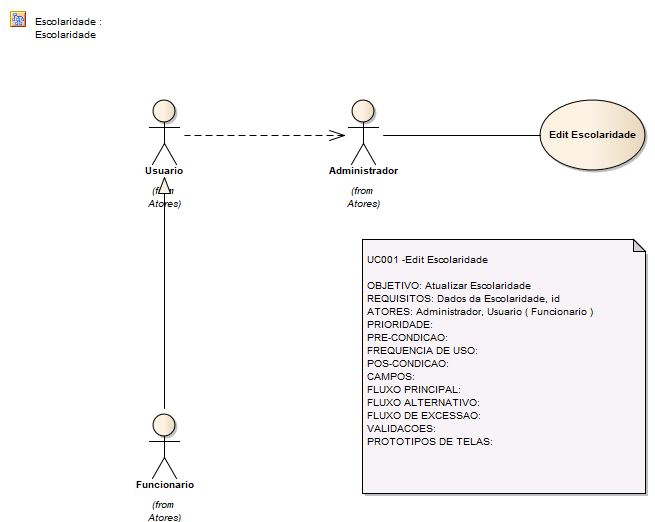 Escolaridade :
Escolaridade
Usuario
(from
Atores)
Administrador
(from
Atores)
Edit Escolaridade
UC001 -Edit Escolaridade
OBJETIVO: Atualizar Escolaridade
REQUISITOS: Dados da Escolaridade, id
ATORES: Administrador, Usuario ( Funcionario )
PRIORIDADE:
PRE-CONDICAO:
FREQUENCIA DE USO:
POS-CONDICAO:
CAMPOS:
FLUXO PRINCIPAL:
FLUXO ALTERNATIVO:
FLUXO DE EXCESSAO:
VALIDACOES:
PROTOTIPOS DE TELAS:
Funcionario
(from
Atores)